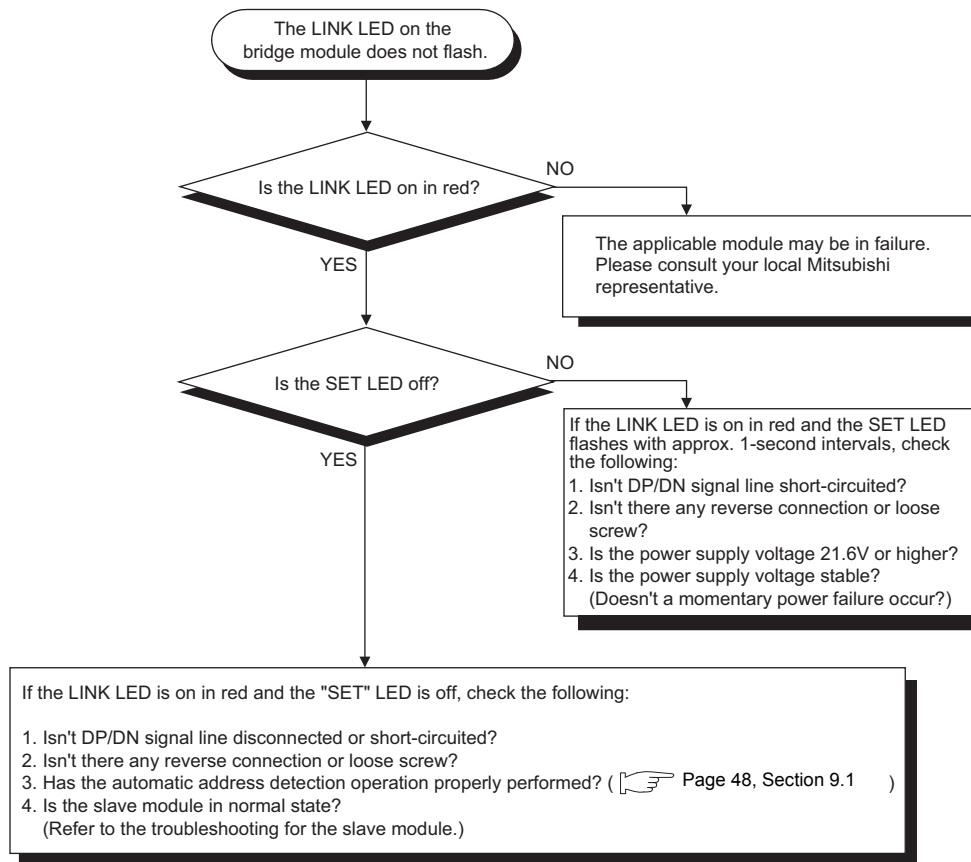 The LINK LED on the
bridge module does not flash.
Is the LINK LED on in red?
NO
The applicable module may be in failure.
Please consult your local Mitsubishi
representative.
YES
Is the SET LED off?
NO
If the LINK LED is on in red and the SET LED
flashes with approx. 1-second intervals, check
the following:
1. Isn't DP/DN signal line short-circuited?
2. Isn't there any reverse connection or loose
screw?
3. Is the power supply voltage 21.6V or higher?
4. Is the power supply voltage stable?
(Doesn't a momentary power failure occur?)
YES
If the LINK LED is on in red and the "SET" LED is off, check the following:
1. Isn't DP/DN signal line disconnected or short-circuited?
2. Isn't there any reverse connection or loose screw?
3. Has the automatic address detection operation properly performed? ( Page 48, Section 9.1 )
4. Is the slave module in normal state?
(Refer to the troubleshooting for the slave module.)